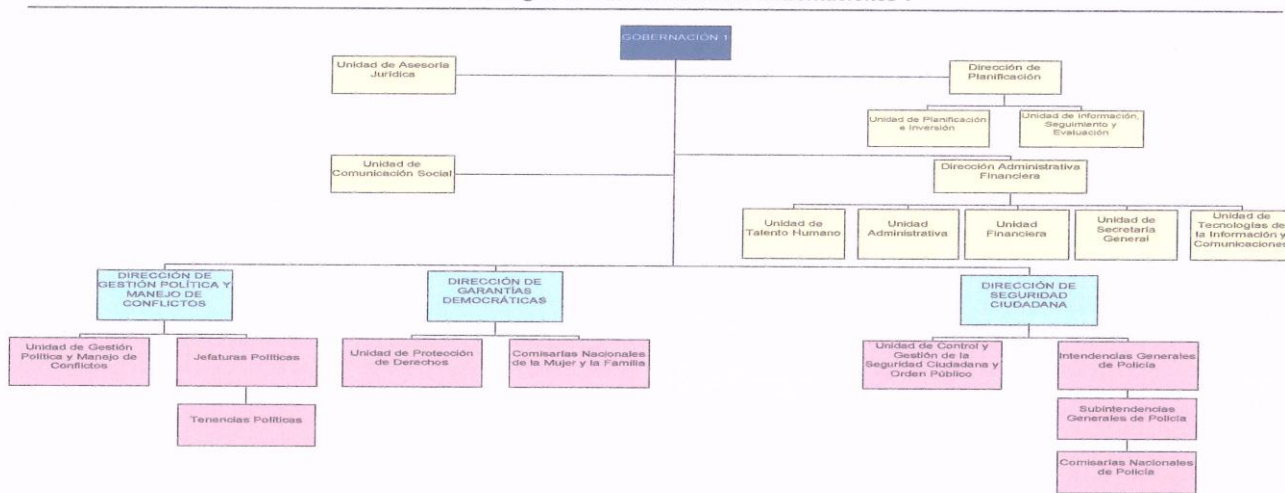 GOBERNACIÓN 1
Unidad de Asesoría
Jurídica
Dirección de
Planificación
Unidad de Planificación
e Inversión
Unidad de Información,
Seguimiento y
Evaluación
Unidad de
Comunicación Social
Dirección Administrativa
Financiera
Unidad de
Talento Humano
Unidad
Administrativa
Unidad
Financiera
Unidad de
Secretaría
General
Unidad de
Tecnologías de
la Información y
Comunicaciones
DIRECCIÓN DE
GESTIÓN POLÍTICA Y
MANEJO DE
CONFLICTOS
DIRECCIÓN DE
GARANTÍAS
DEMOCRÁTICAS
DIRECCIÓN DE
SEGURIDAD
CIUDADANA
Unidad de Gestión
Política y Manejo de
Conflictos
Jefaturas Políticas
Unidad de Protección
de Derechos
Comisarías Nacionales
de la Mujer y la Familia
Unidad de Control y
Gestión de la
Seguridad Ciudadana y
Orden Público
Intendencias Generales
de Policía
Tenencias Políticas
Subintendencias
Generales de Policía
Comisarías Nacionales
de Policía